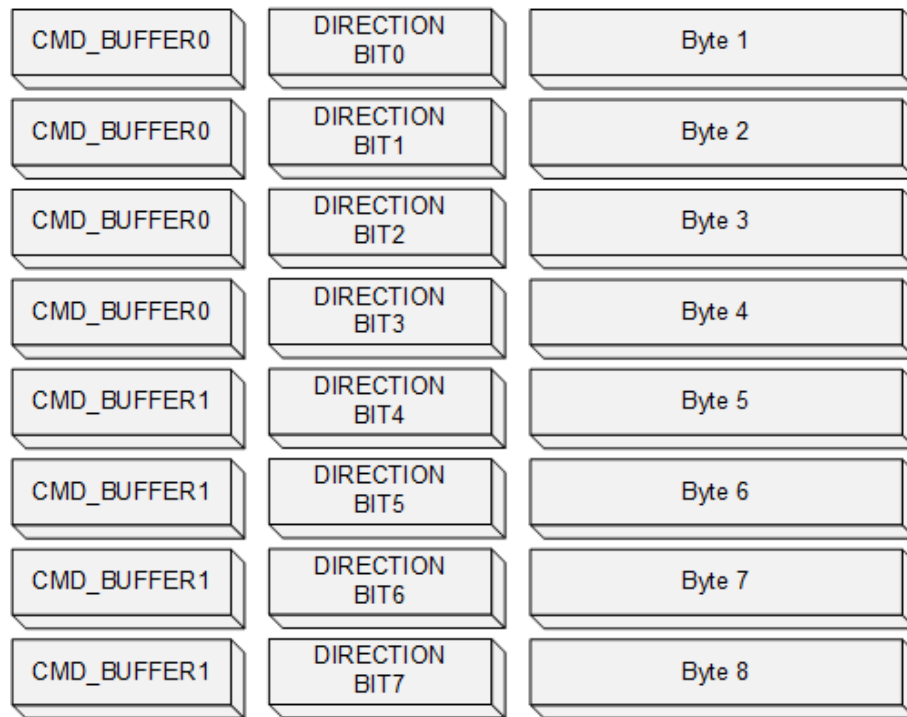 CMD_BUFFER0
DIRECTION
BIT0
Byte 1
CMD_BUFFER0
DIRECTION
BIT1
Byte 2
CMD_BUFFER0
DIRECTION
BIT2
Byte 3
CMD_BUFFER0
DIRECTION
BIT3
Byte 4
CMD_BUFFER1
DIRECTION
BIT4
Byte 5
CMD_BUFFER1
DIRECTION
BIT5
Byte 6
CMD_BUFFER1
DIRECTION
BIT6
Byte 7
CMD_BUFFER1
DIRECTION
BIT7
Byte 8